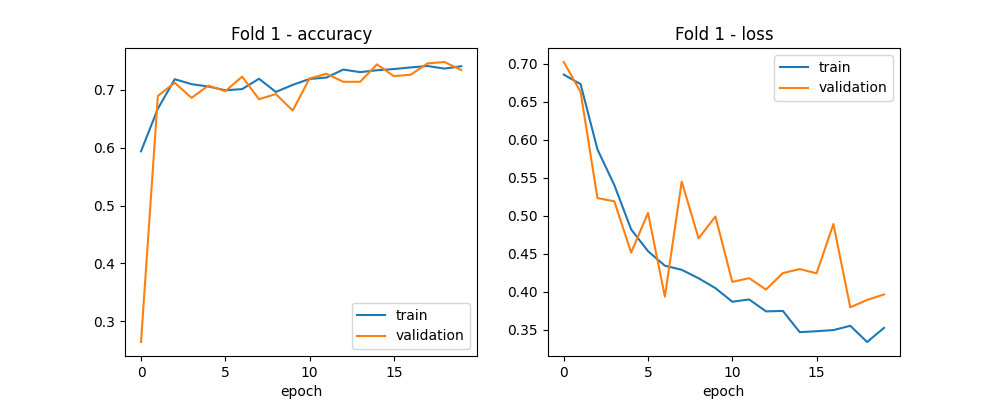 Fold 1 - accuracy
0.7
0.6
0.5
0.4
0.3
0 5 10 15
epoch
train
validation
Fold 1 - loss
0.70
0.65
0.60
0.55
0.50
0.45
0.40
0.35
0 5 10 15
epoch
train
validation